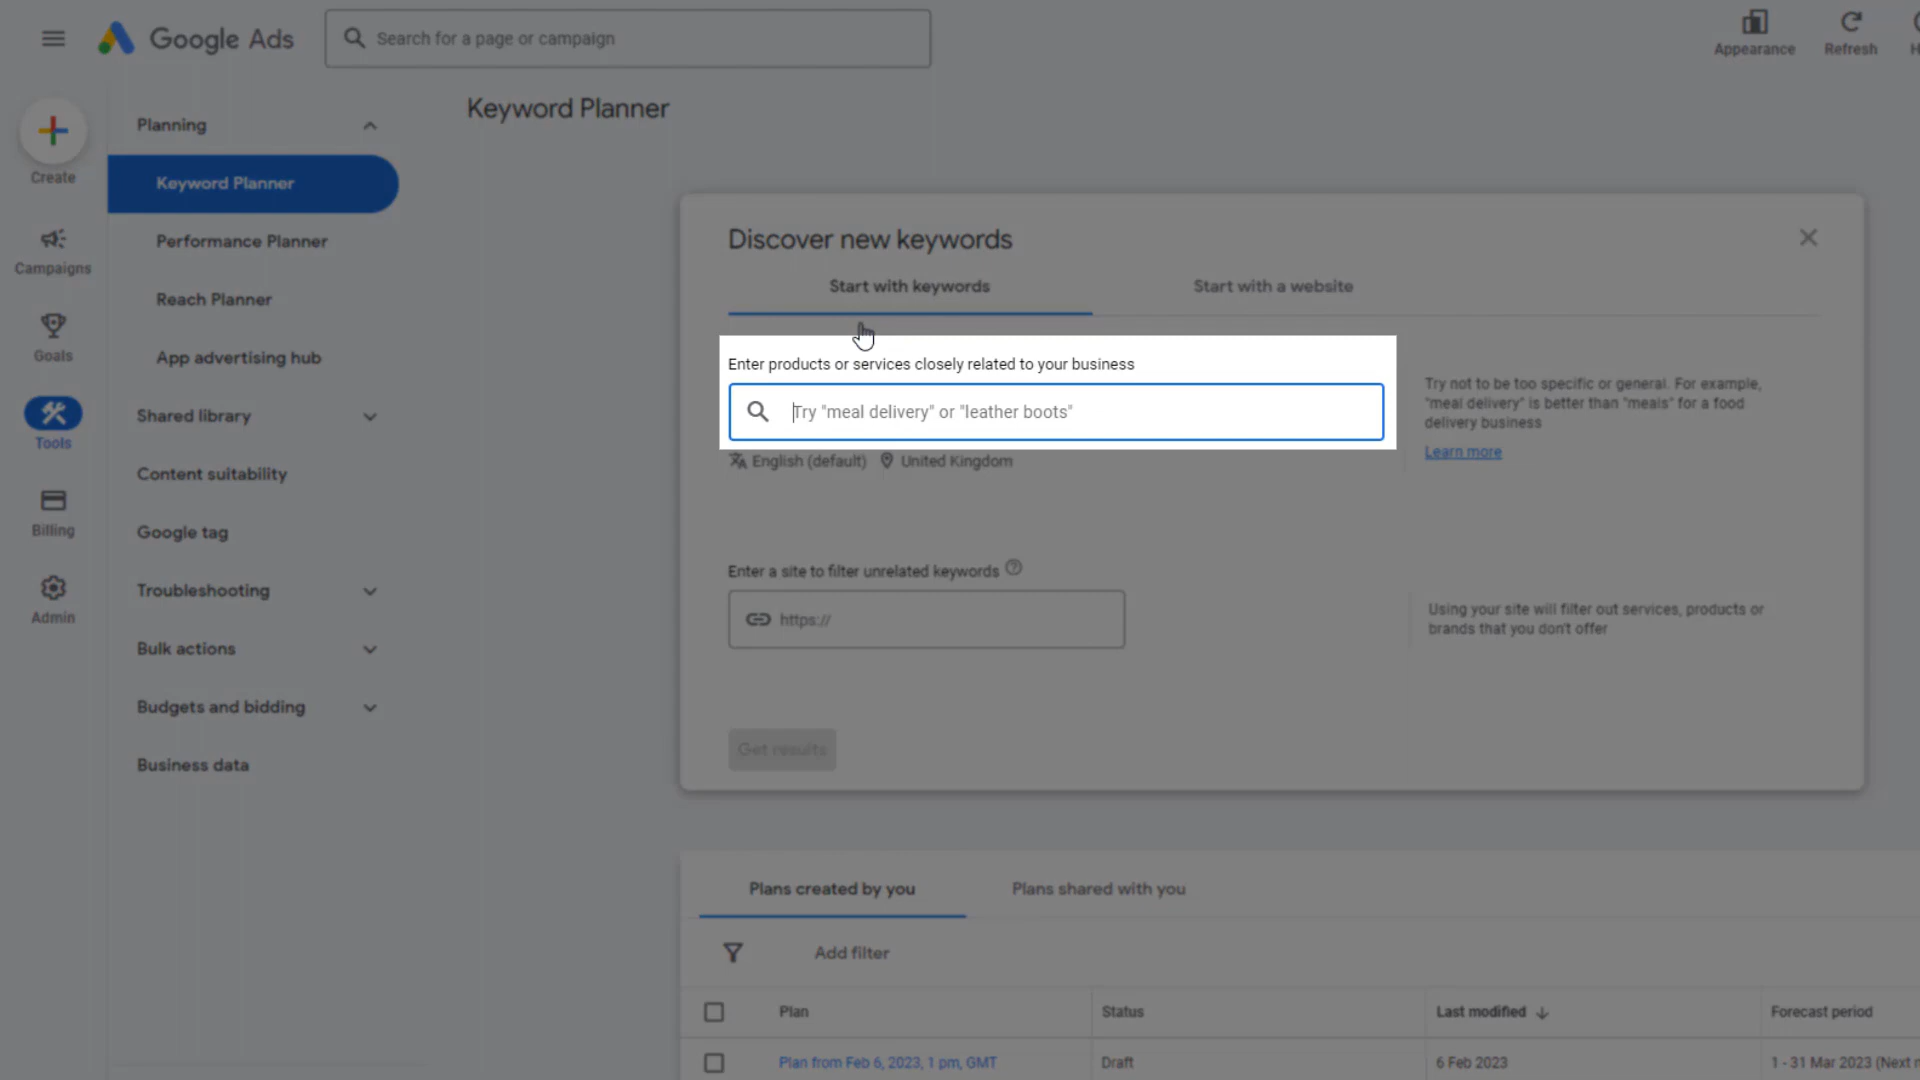 Google Ads
Search for a page or campaign
Appearance
Refresh
Create
Campaigns
Goals
Tools
Billing
Admin
Planning
Keyword Planner
Performance Planner
Reach Planner
App advertising hub
Shared library
Content suitability
Google tag
Troubleshooting
Bulk actions
Budgets and bidding
Business data
Keyword Planner
Discover new keywords
Start with keywords
Start with a website
Enter products or services closely related to your business
Try "meal delivery" or "leather boots"
English (default)
United Kingdom
Try not to be too specific or general. For example,
"meal delivery" is better than "meals" for a food
delivery business
Learn more
Enter a site to filter unrelated keywords
https://
Using your site will filter out services, products or
brands that you don't offer
Get results
Plans created by you
Plans shared with you
Add filter
Plan
Status
Last modified
Forecast period
Plan from Feb 6, 2023, 1 pm, GMT
Draft
6 Feb 2023
1 - 31 Mar 2023 (Next